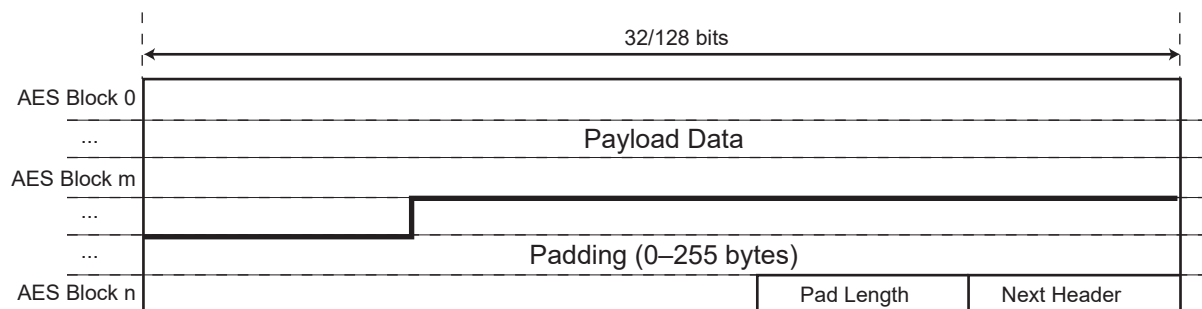 32/128 bits
AES Block 0
... Payload Data
AES Block m
...
... Padding (0–255 bytes)
AES Block n Pad Length Next Header